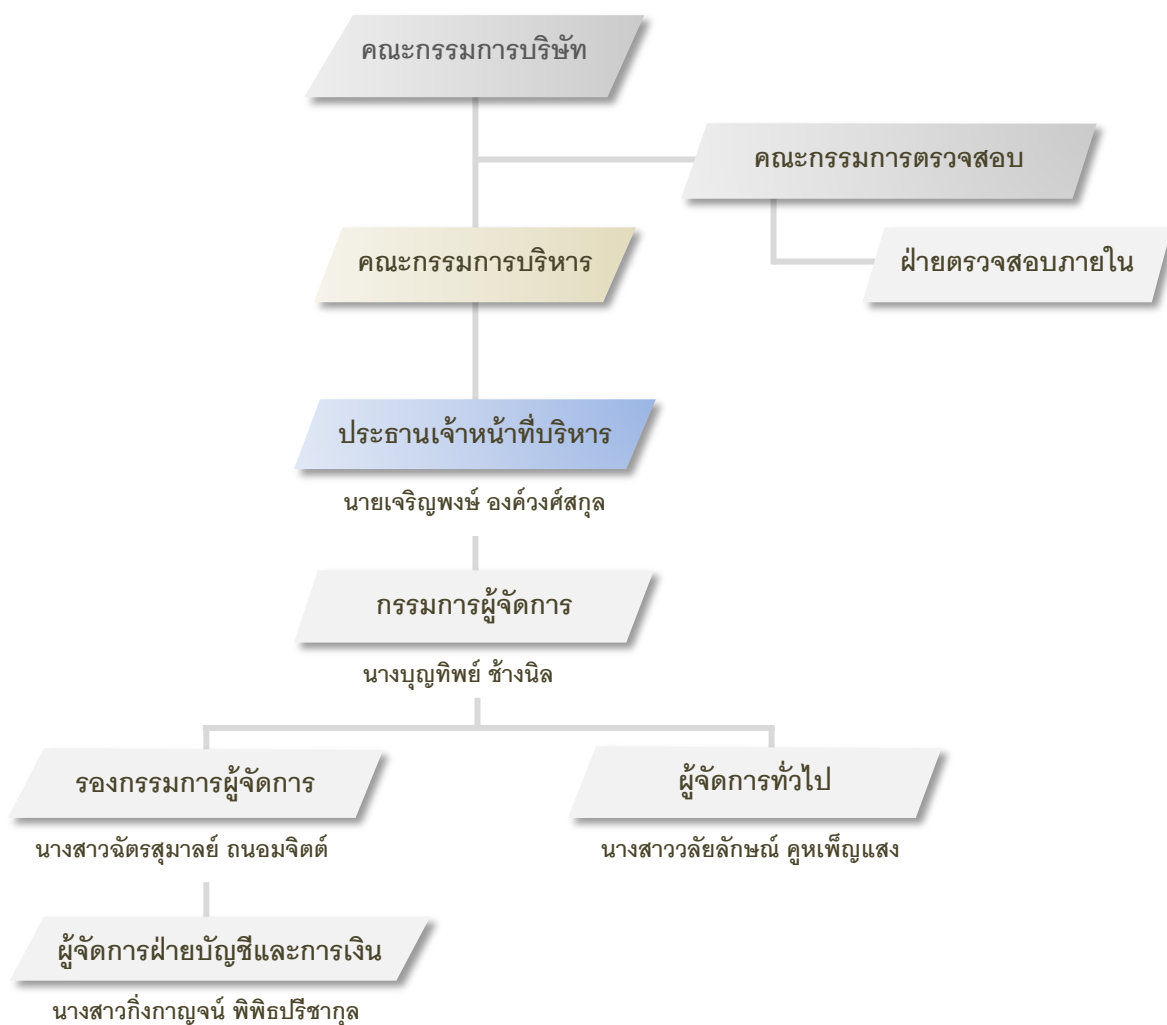 คณะกรรมการบริษัท
คณะกรรมการตรวจสอบ
คณะกรรมการบริหาร
ฝ่ายตรวจสอบภายใน
ประธานเจ้าหน้าที่บริหาร
นายเจริญพงษ์ องค์วงศ์สกุล
กรรมการผู้จัดการ
นางบุญทิพย์ ช้างนิล
รองกรรมการผู้จัดการ
ผู้จัดการทั่วไป
นางสาวฉัตรสุมาลย์ ถนอมจิตต์
นางสาววลัยลักษณ์ คูหเพ็ญแสง
ผู้จัดการฝ่ายบัญชีและการเงิน
นางสาวกิ่งกาญจน์ พิพิธปรีชากุล